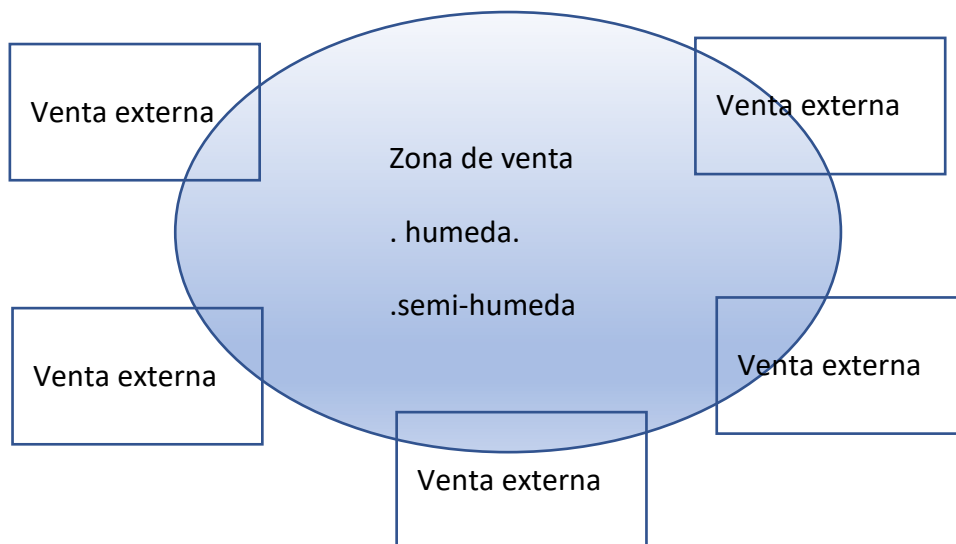 Venta externa
Venta externa
Zona de venta
. humeda.
.semi-humeda
Venta externa
Venta externa
Venta externa